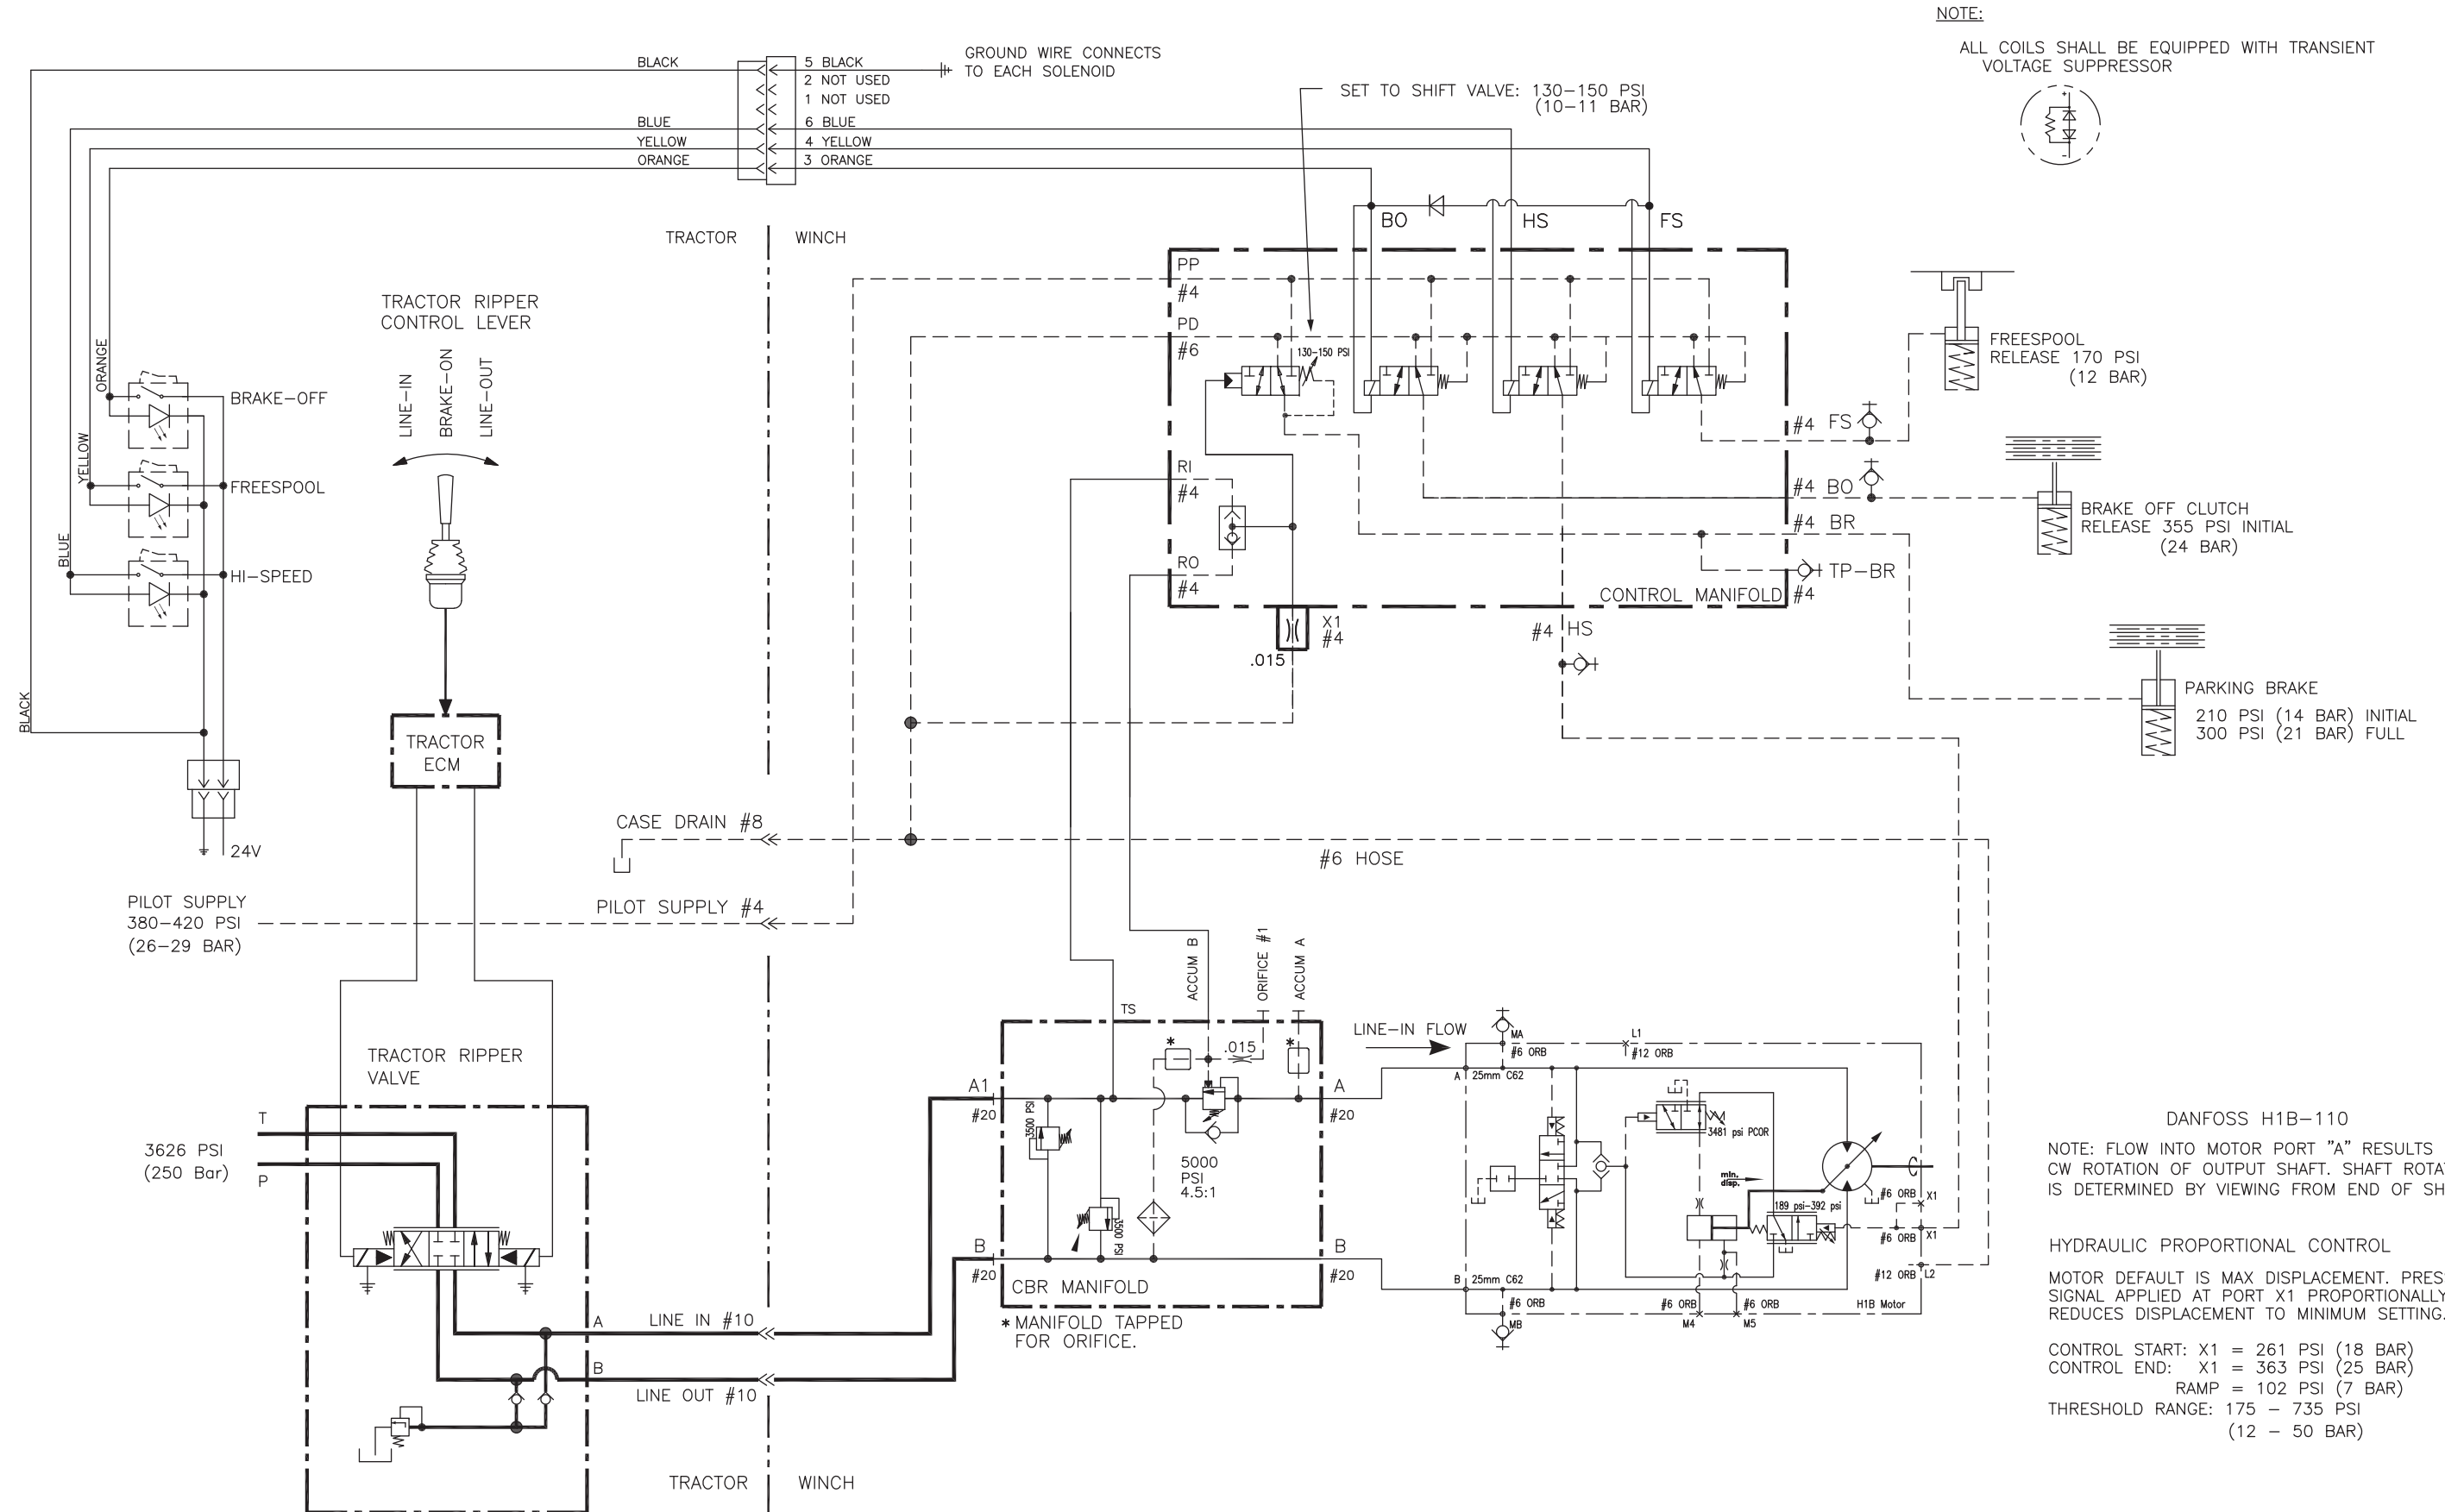 NOTE:
ALL COILS SHALL BE EQUIPPED WITH TRANSIENT
VOLTAGE SUPPRESSOR
BLACK
5 BLACK
2 NOT USED
1 NOT USED
BLUE
6 BLUE
YELLOW
4 YELLOW
ORANGE
3 ORANGE
GROUND WIRE CONNECTS
TO EACH SOLENOID
SET TO SHIFT VALVE: 130-150 PSI
(10-11 BAR)
TRACTOR
WINCH
BO
HS
FS
PP
#4
PD
#6
130-150 PSI
RI
#4
RO
#4
#4 FS
#4 BO
#4 BR
TP-BR
#4
CONTROL MANIFOLD
X1
#4
.015
#4 HS
FREESPOOL
RELEASE 170 PSI
(12 BAR)
BRAKE OFF CLUTCH
RELEASE 355 PSI INITIAL
(24 BAR)
PARKING BRAKE
210 PSI (14 BAR) INITIAL
300 PSI (21 BAR) FULL
TRACTOR RIPPER
CONTROL LEVER
LINE-IN
BRAKE-ON
LINE-OUT
ORANGE
YELLOW
BLUE
BLACK
BRAKE-OFF
FREESPOOL
HI-SPEED
24V
TRACTOR
ECM
CASE DRAIN #8
#6 HOSE
PILOT SUPPLY
380-420 PSI
(26-29 BAR)
PILOT SUPPLY #4
TRACTOR RIPPER
VALVE
T
3626 PSI
(250 Bar)
P
A
LINE IN #10
B
LINE OUT #10
TRACTOR
WINCH
TS
ACCUM B
ORIFICE #1
ACCUM A
*
.015
*
A1
#20
3500 PSI
5000
PSI
4.5:1
3500 PSI
A
#20
B
#20
B
#20
CBR MANIFOLD
* MANIFOLD TAPPED
FOR ORIFICE.
LINE-IN FLOW
MA
#6 ORB
L1
#12 ORB
A
25mm C62
3481 psi PCOR
min.
disp.
189 psi-392 psi
#6 ORB
X1
#6 ORB
X1
#12 ORB
L2
B
25mm C62
#6 ORB
MB
#6 ORB
M4
#6 ORB
M5
H1B Motor
DANFOSS H1B-110
NOTE: FLOW INTO MOTOR PORT "A" RESULTS
CW ROTATION OF OUTPUT SHAFT. SHAFT ROTA
IS DETERMINED BY VIEWING FROM END OF SH
HYDRAULIC PROPORTIONAL CONTROL
MOTOR DEFAULT IS MAX DISPLACEMENT. PRES
SIGNAL APPLIED AT PORT X1 PROPORTIONALLY
REDUCES DISPLACEMENT TO MINIMUM SETTING.
CONTROL START: X1 = 261 PSI (18 BAR)
CONTROL END: X1 = 363 PSI (25 BAR)
RAMP = 102 PSI (7 BAR)
THRESHOLD RANGE: 175 - 735 PSI
(12 - 50 BAR)